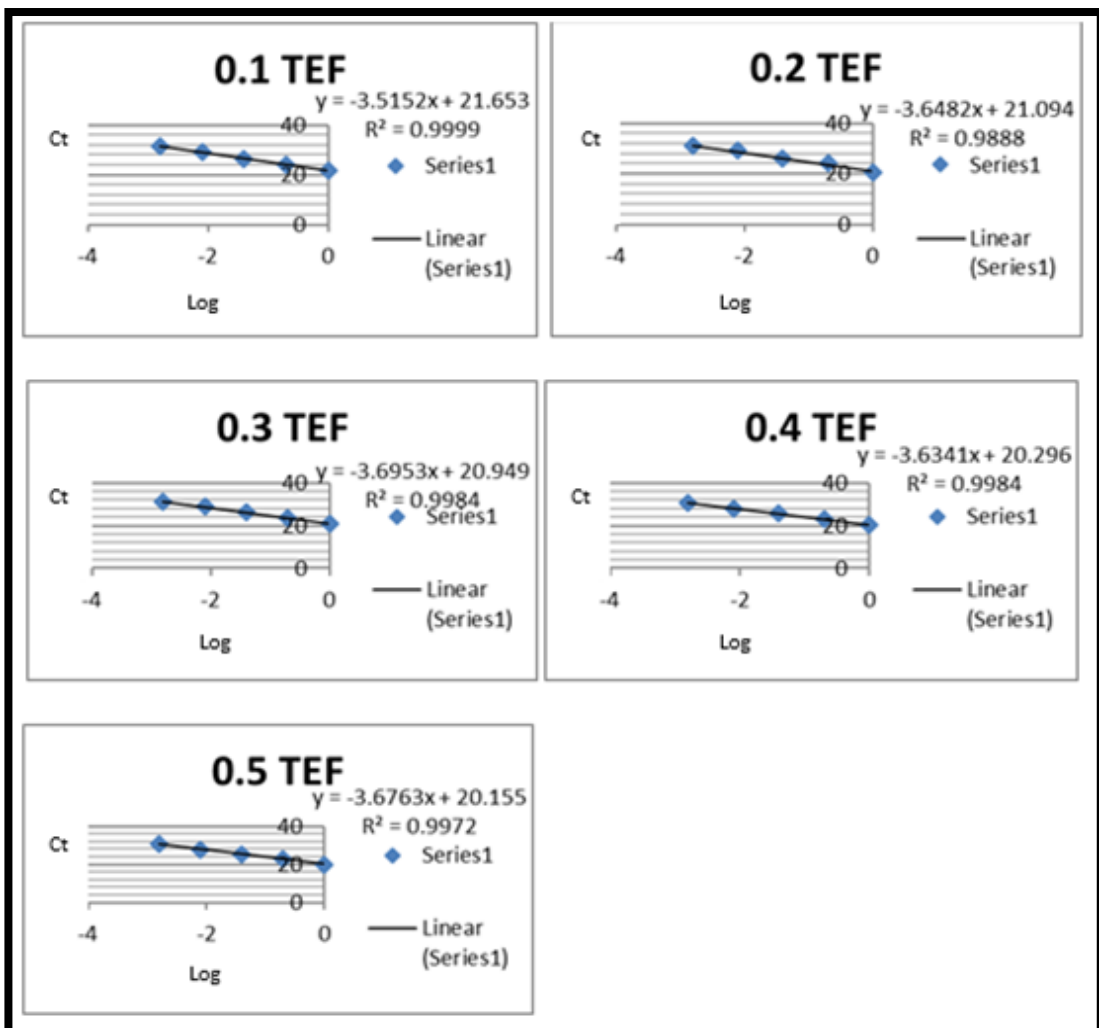 0.1 TEF
y = -3.5152x + 21.653
R² = 0.9999
Ct
40
20
0
Series1
Linear
(Series1)
-4
-2
0
Log
0.2 TEF
y = -3.6482x + 21.094
R² = 0.9888
Ct
40
20
0
Series1
Linear
(Series1)
-4
-2
0
Log
0.3 TEF
y = -3.6953x + 20.949
R² = 0.9984
Ct
40
20
0
Series1
Linear
(Series1)
-4
-2
0
Log
0.4 TEF
y = -3.6341x + 20.296
R² = 0.9984
Ct
40
20
0
Series1
Linear
(Series1)
-4
-2
0
Log
0.5 TEF
y = -3.6763x + 20.155
R² = 0.9972
Ct
40
20
0
Series1
Linear
(Series1)
-4
-2
0
Log